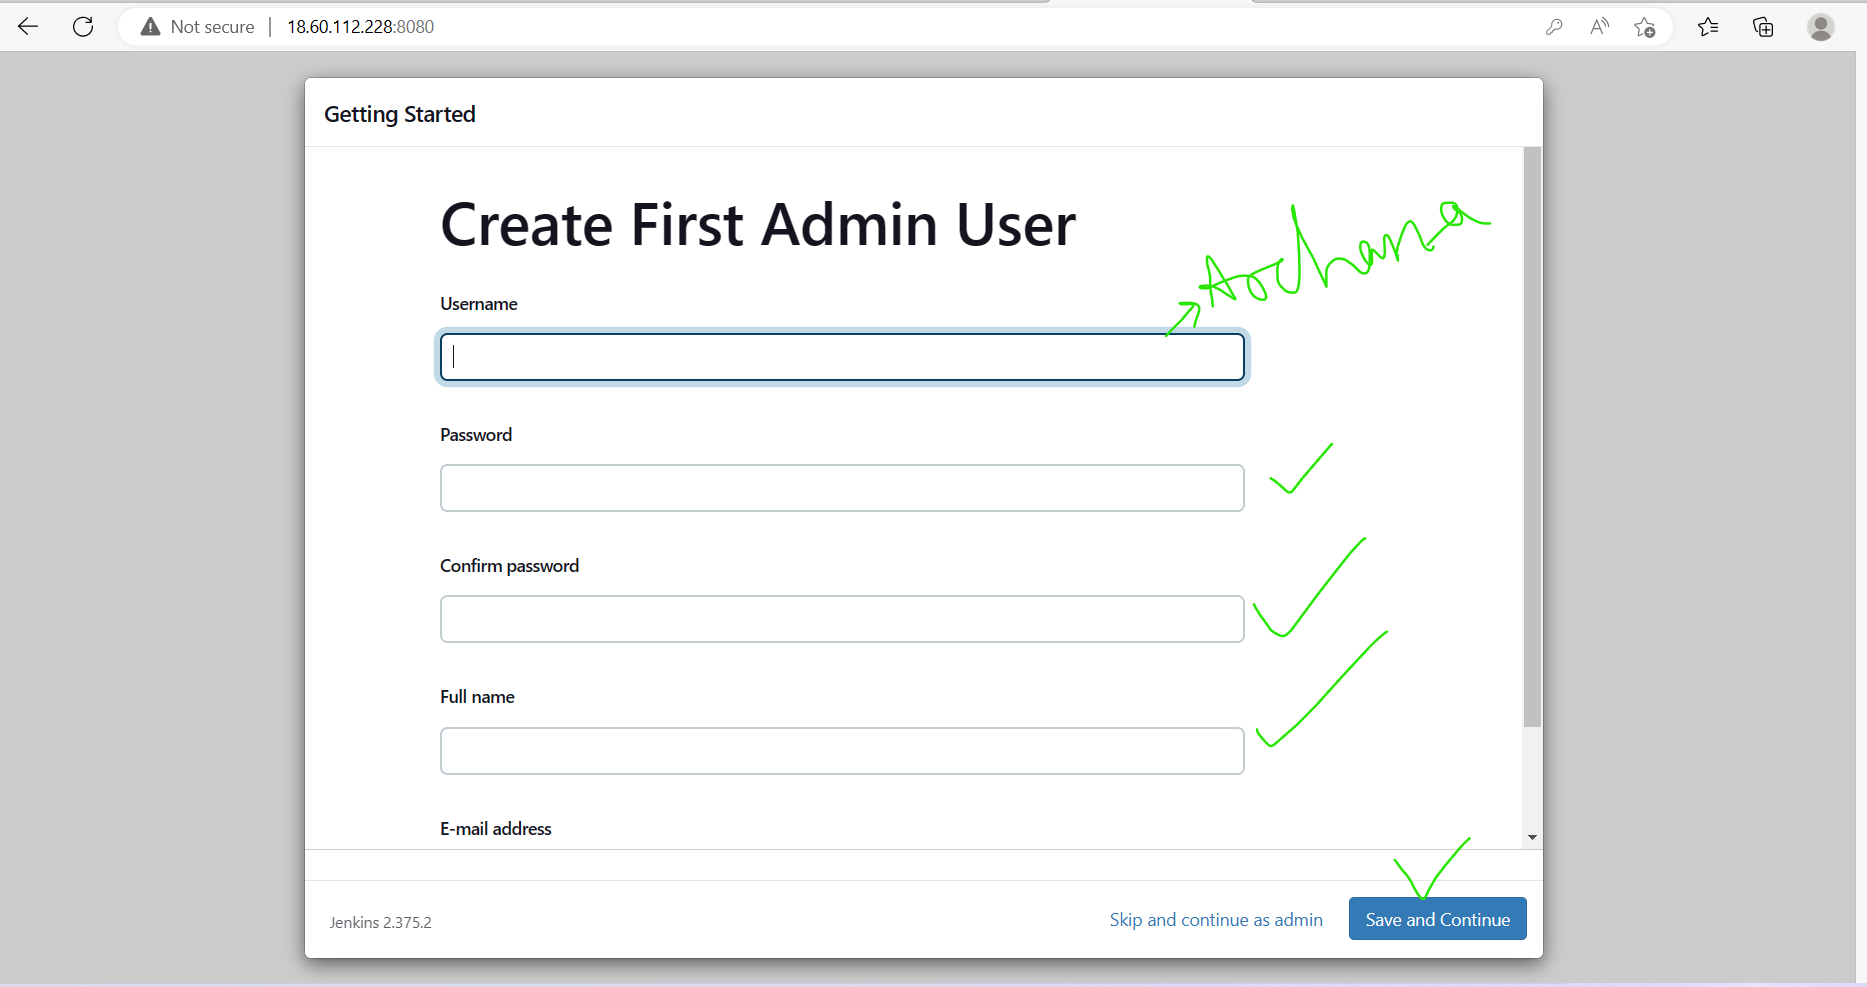 Not secure | 18.60.112.228:8080
Getting Started
Create First Admin User
Archana
Username
Password
Confirm password
Full name
E-mail address
Jenkins 2.375.2
Skip and continue as admin
Save and Continue